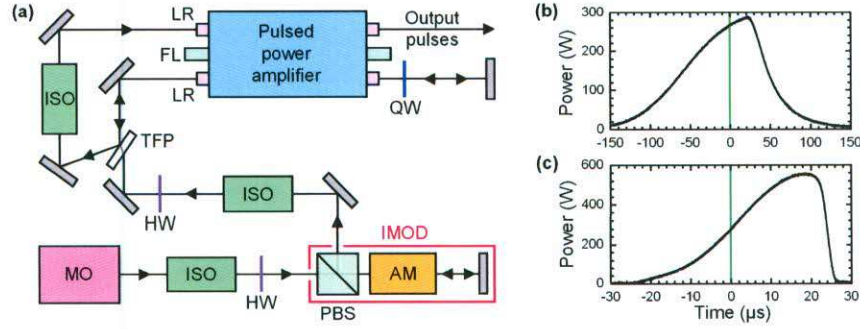 (a)
LR
Pulsed
power
amplifier
Output
pulses
FL
ISO
LR
QW
TFP
HW
ISO
IMOD
MO
ISO
HW
PBS
AM
(b)
Power (W)
300
200
100
0
-150
-100
-50
0
50
100
150
(c)
Power (W)
600
400
200
0
-30
-20
-10
0
10
20
30
Time (µs)